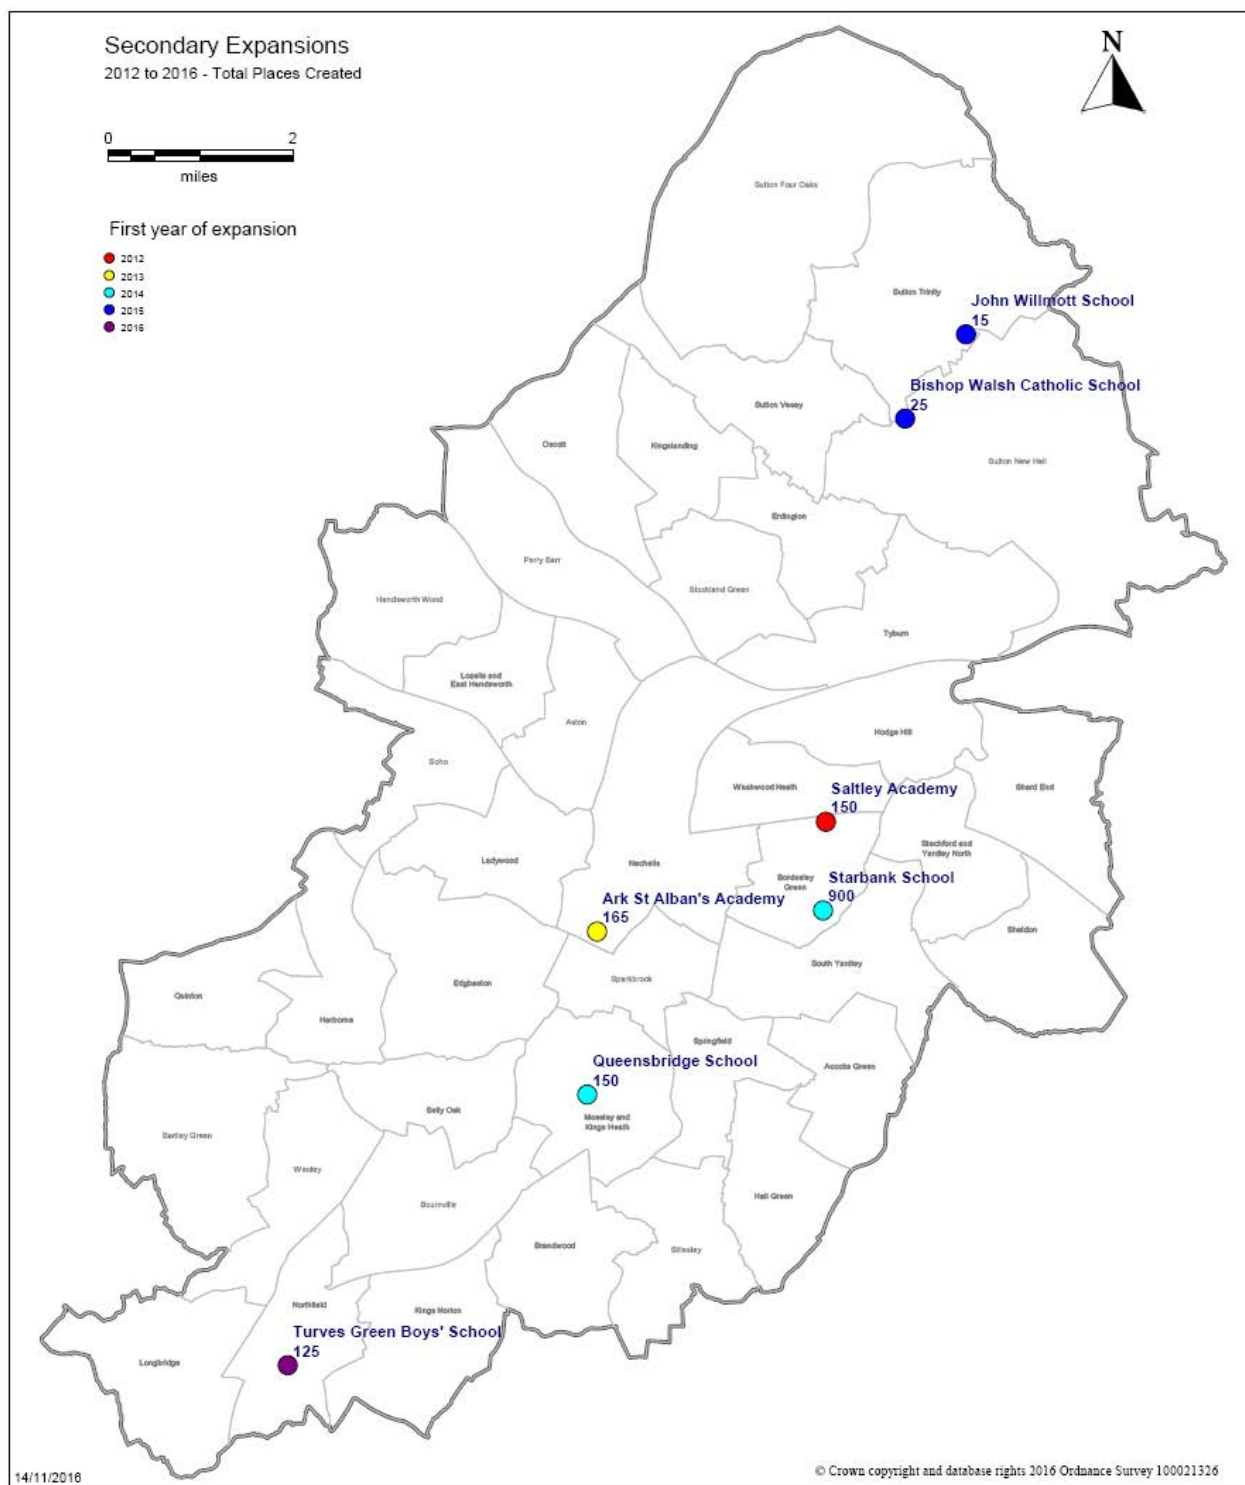 Secondary Expansions
2012 to 2016 - Total Places Created
N
0 2
miles
First year of expansion
2012
2013
2014
2015
2016
Sutton Four Oaks
Sutton Trinity
John Willmott School
15
Bishop Walsh Catholic School
25
Sutton Vesey
Oscott
Kingstanding
Sutton New Hall
Erdington
Perry Barr
Stockland Green
Handsworth Wood
Tyburn
Lozells and
East Handsworth
Aston
Hodge Hill
Soho
Washwood Heath
Shard End
Saltley Academy
150
Stechford and
Yardley North
Ladywood
Nechells
Bordesley
Green
Starbank School
900
Ark St Alban's Academy
165
Sheldon
South Yardley
Sparkbrook
Edgbaston
Quinton
Harborne
Springfield
Acocks Green
Queensbridge School
150
Moseley and
Kings Heath
Selly Oak
Bartley Green
Weoley
Hall Green
Bournville
Brandwood
Billesley
Northfield
Kings Norton
Turves Green Boys' School
125
Longbridge
14/11/2016
© Crown copyright and database rights 2016 Ordnance Survey 100021326